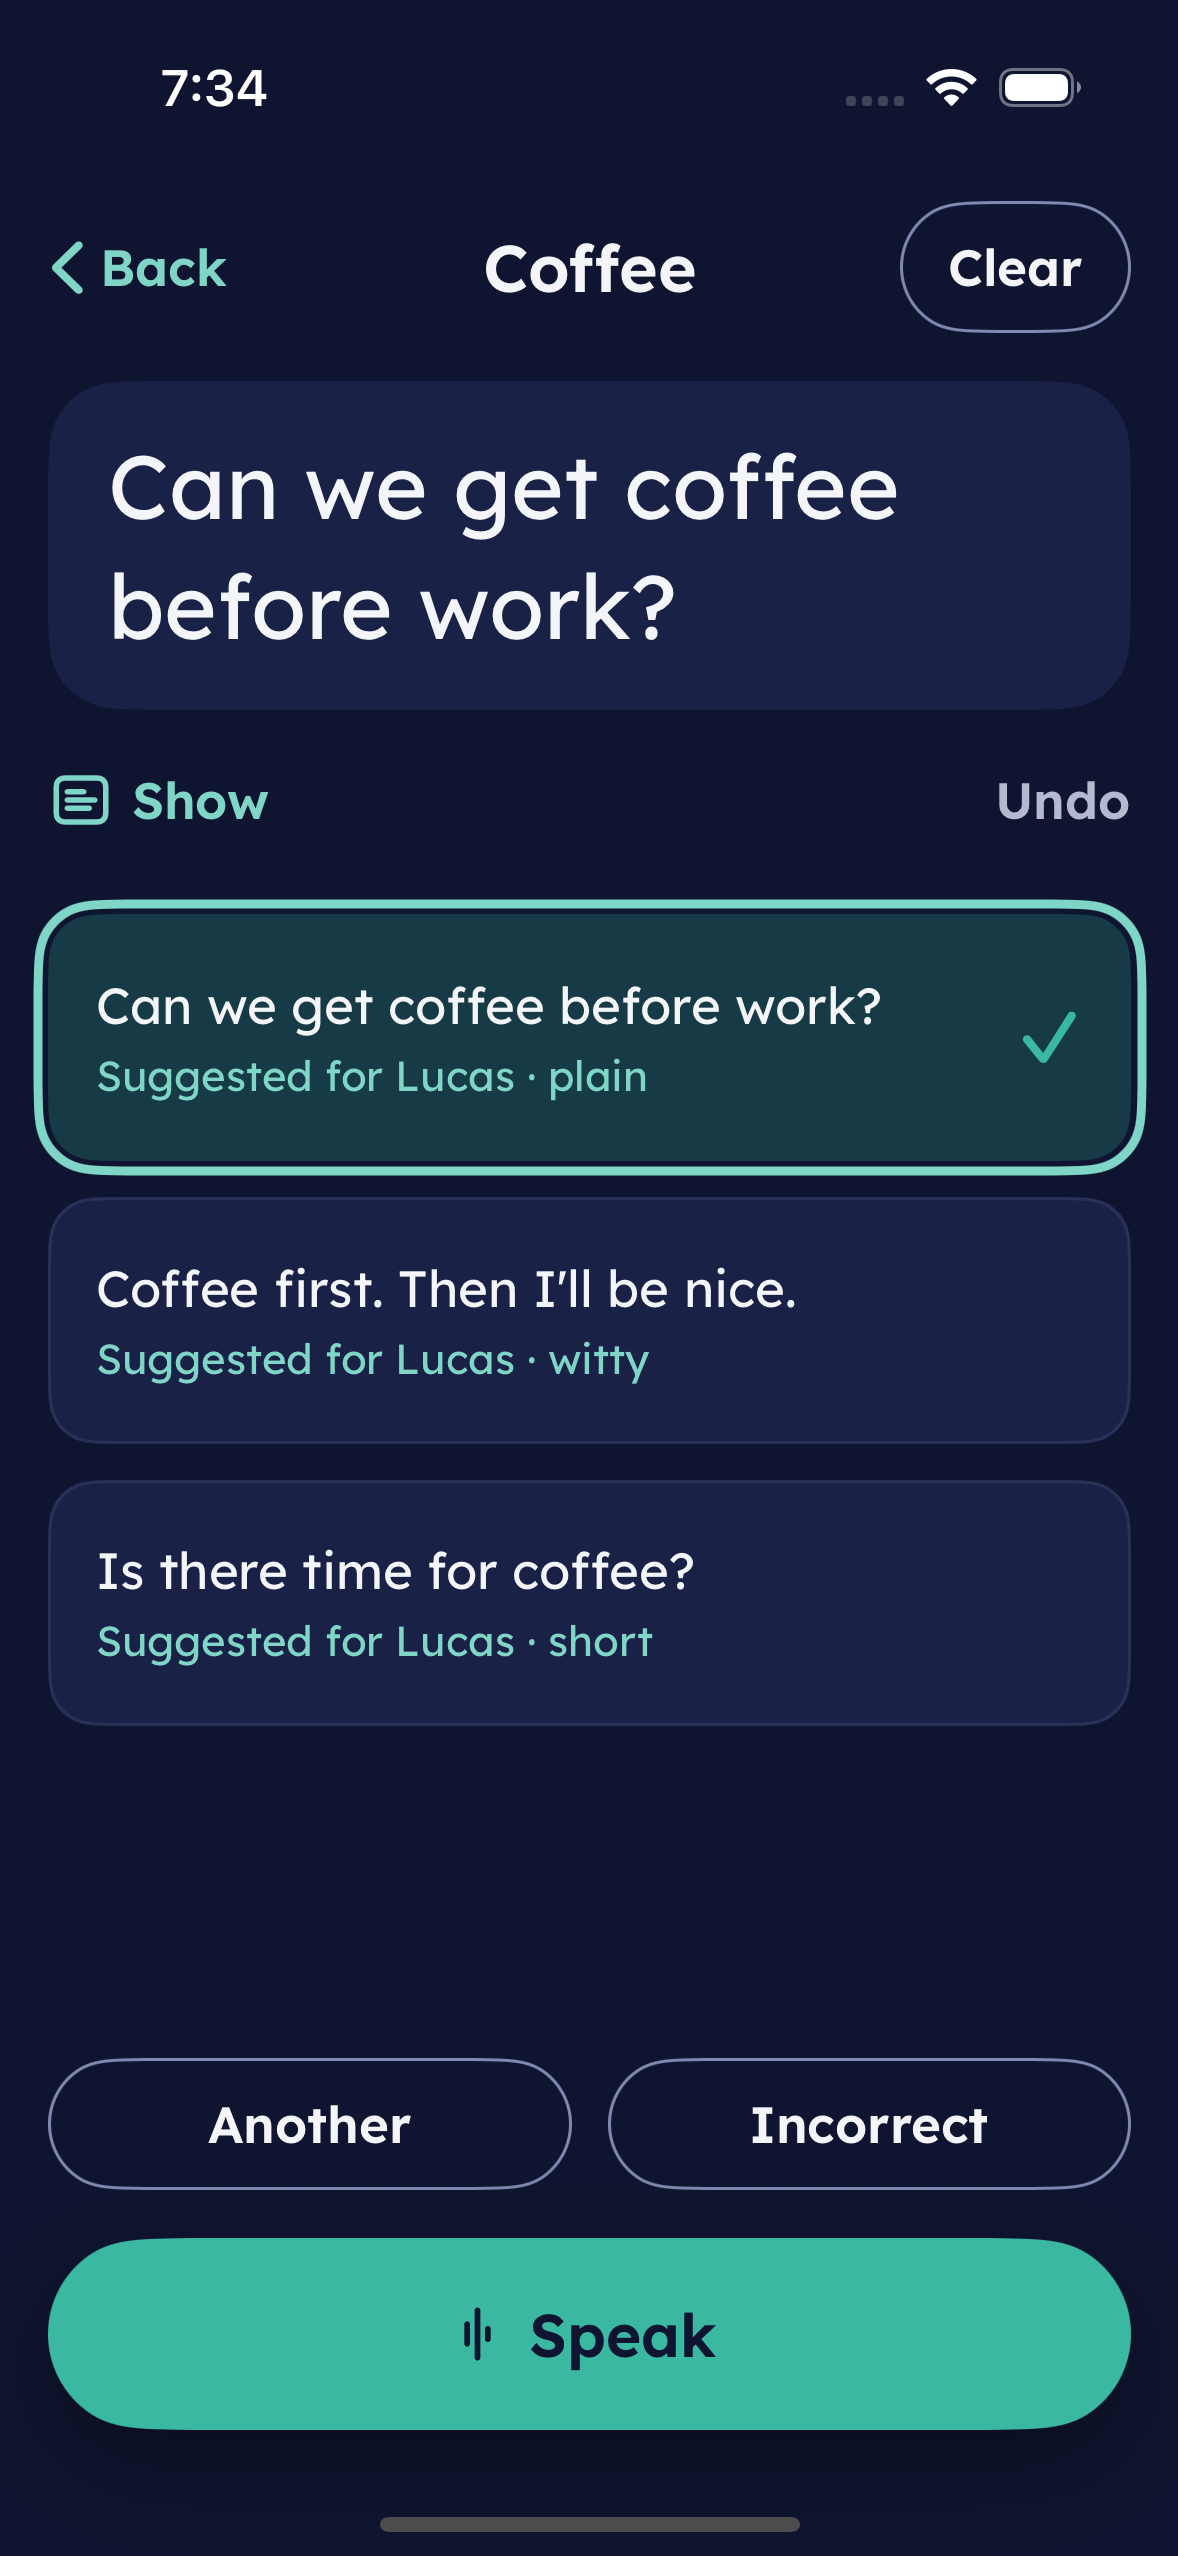 7:34
Back
Coffee
Clear
Can we get coffee
before work?
Show
Undo
Can we get coffee before work?
Suggested for Lucas · plain
Coffee first. Then I'll be nice.
Suggested for Lucas · witty
Is there time for coffee?
Suggested for Lucas · short
Another
Incorrect
Speak